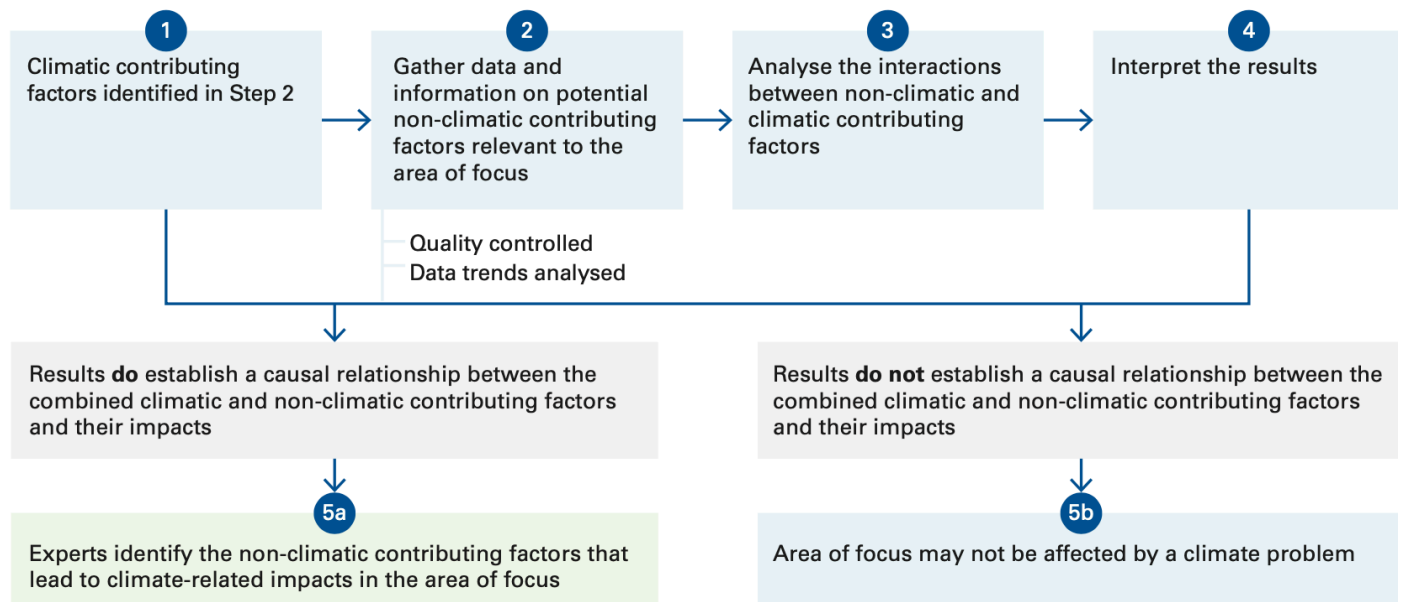 1
Climatic contributing
factors identified in Step 2
2
Gather data and
information on potential
non-climatic contributing
factors relevant to the
area of focus
3
Analyse the interactions
between non-climatic and
climatic contributing
factors
4
Interpret the results
Quality controlled
Data trends analysed
Results do establish a causal relationship between the
combined climatic and non-climatic contributing factors
and their impacts
Results do not establish a causal relationship between the
combined climatic and non-climatic contributing factors
and their impacts
5a
Experts identify the non-climatic contributing factors that
lead to climate-related impacts in the area of focus
5b
Area of focus may not be affected by a climate problem